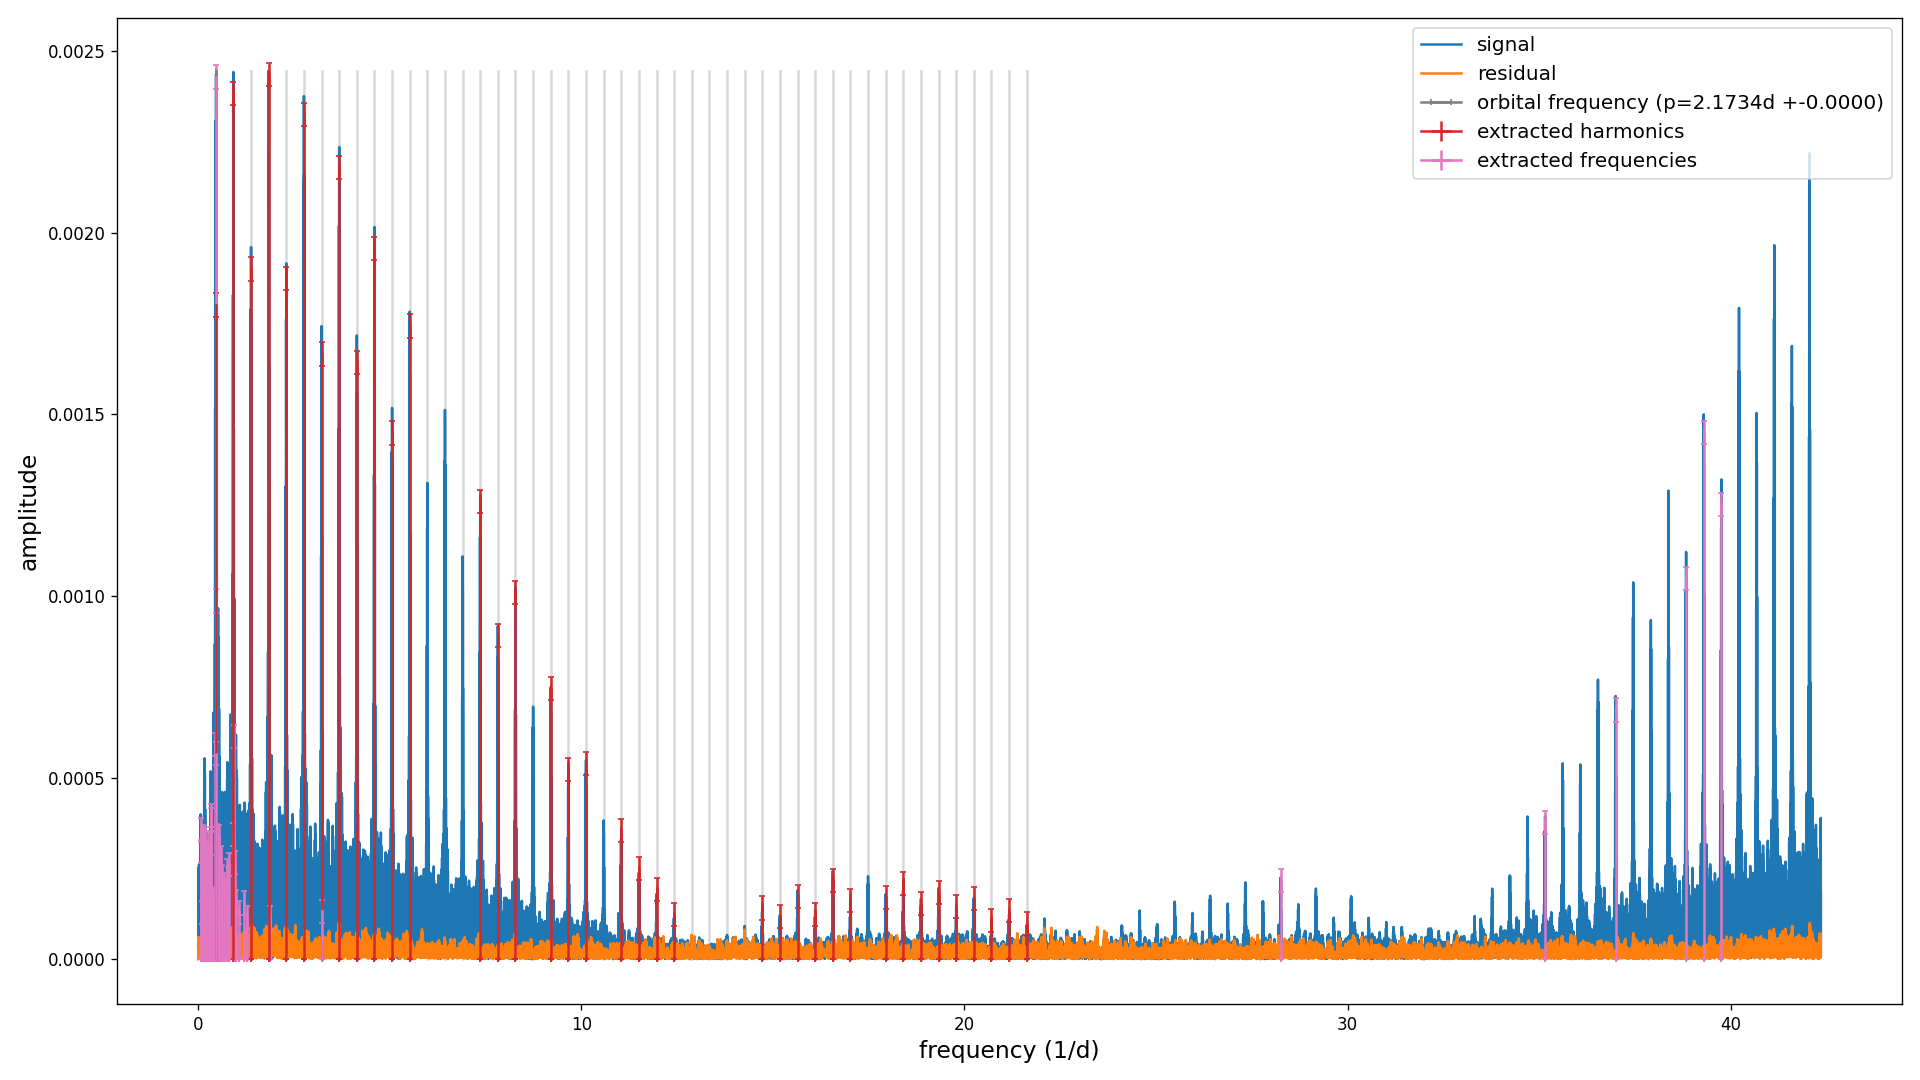 0.0025
0.0020
0.0015
0.0010
0.0005
0.0000
amplitude
0
10
20
30
40
frequency (1/d)
signal
residual
orbital frequency (p=2.1734d +-0.0000)
extracted harmonics
extracted frequencies